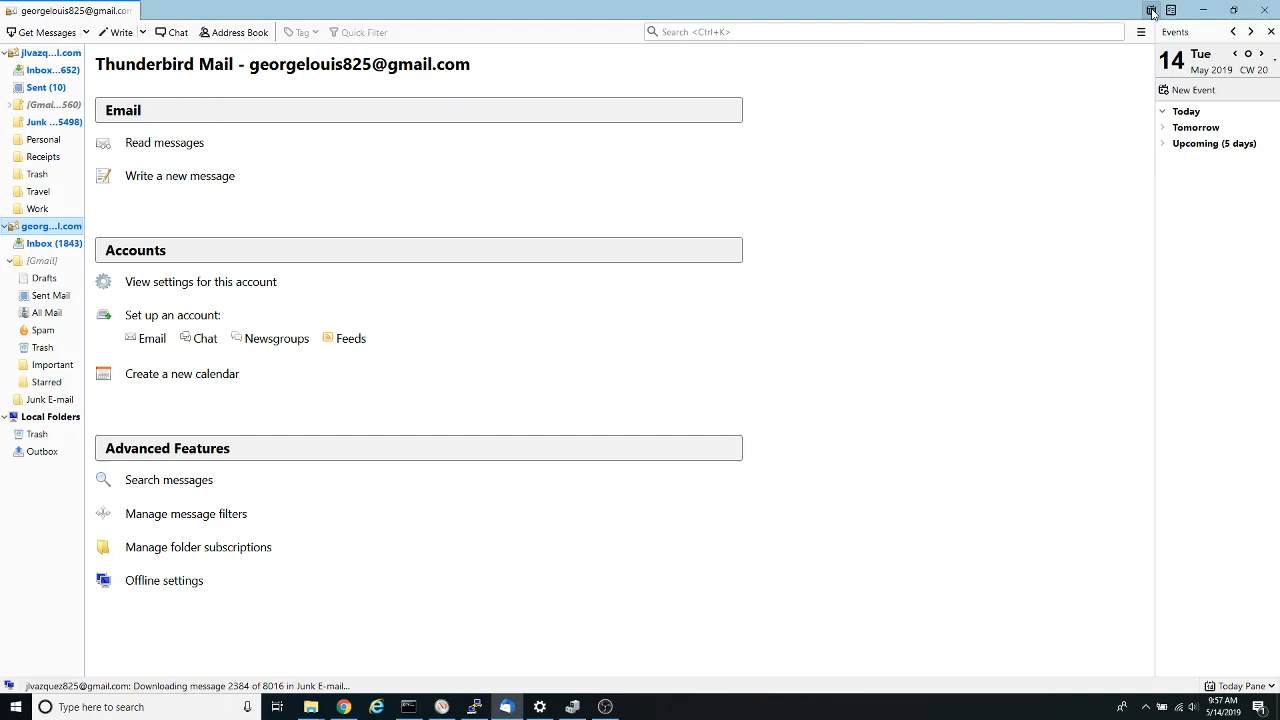 georgelouis825@gmail.com
Get Messages
Write
Chat
Address Book
Tag
Quick Filter
Search <Ctrl+K>
Events
jlvazq...l.com
Inbox...652)
Sent (10)
[Gmai...560)
Junk ...5498)
Personal
Receipts
Trash
Travel
Work
georg...l.com
Inbox (1843)
[Gmail]
Drafts
Sent Mail
All Mail
Spam
Trash
Important
Starred
Junk E-mail
Local Folders
Trash
Outbox
Thunderbird Mail - georgelouis825@gmail.com
Email
Read messages
Write a new message
Accounts
View settings for this account
Set up an account:
Email Chat Newsgroups Feeds
Create a new calendar
Advanced Features
Search messages
Manage message filters
Manage folder subscriptions
Offline settings
14 Tue
May 2019 CW 20
New Event
Today
Tomorrow
Upcoming (5 days)
jlvazquez825@gmail.com: Downloading message 2384 of 8016 in Junk E-mail...
Today Pane
Type here to search
9:57 AM
5/14/2019